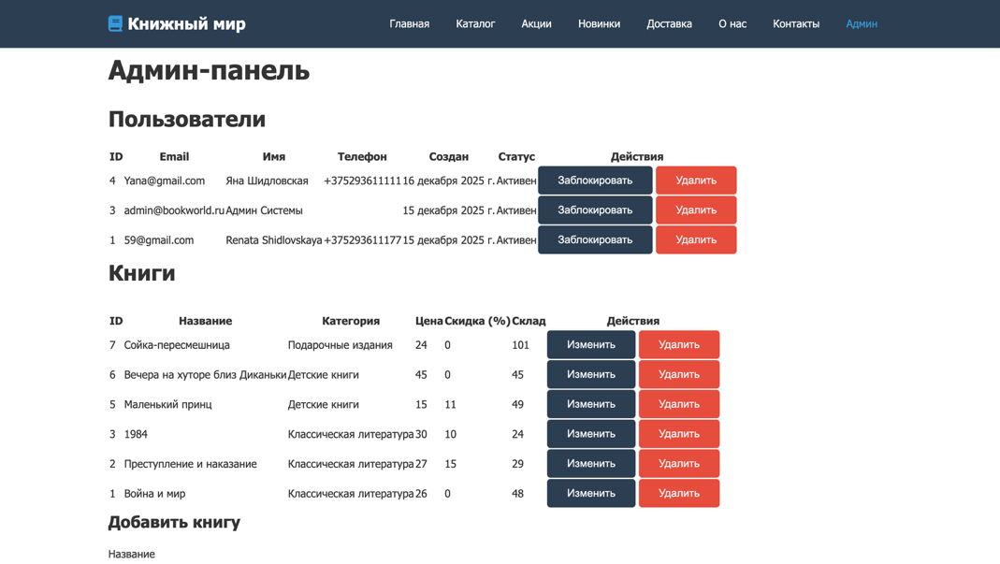 Книжный мир Главная Каталог Акции Новинки Доставка О нас Контакты Админ
Админ-панель
Пользователи
ID Email Имя Телефон Создан Статус Действия
4 Yana@gmail.com Яна Шидловская +37529361111 16 декабря 2025 г. Активен Заблокировать Удалить
3 admin@bookworld.ru Админ Системы 15 декабря 2025 г. Активен Заблокировать Удалить
1 59@gmail.com Renata Shidlovskaya +37529361117 15 декабря 2025 г. Активен Заблокировать Удалить
Книги
ID Название Категория Цена Скидка (%) Склад Действия
7 Сойка-пересмешница Подарочные издания 24 0 101 Изменить Удалить
6 Вечера на хуторе близ Диканьки Детские книги 45 0 45 Изменить Удалить
5 Маленький принц Детские книги 15 11 49 Изменить Удалить
3 1984 Классическая литература 30 10 24 Изменить Удалить
2 Преступление и наказание Классическая литература 27 15 29 Изменить Удалить
1 Война и мир Классическая литература 26 0 48 Изменить Удалить
Добавить книгу
Название